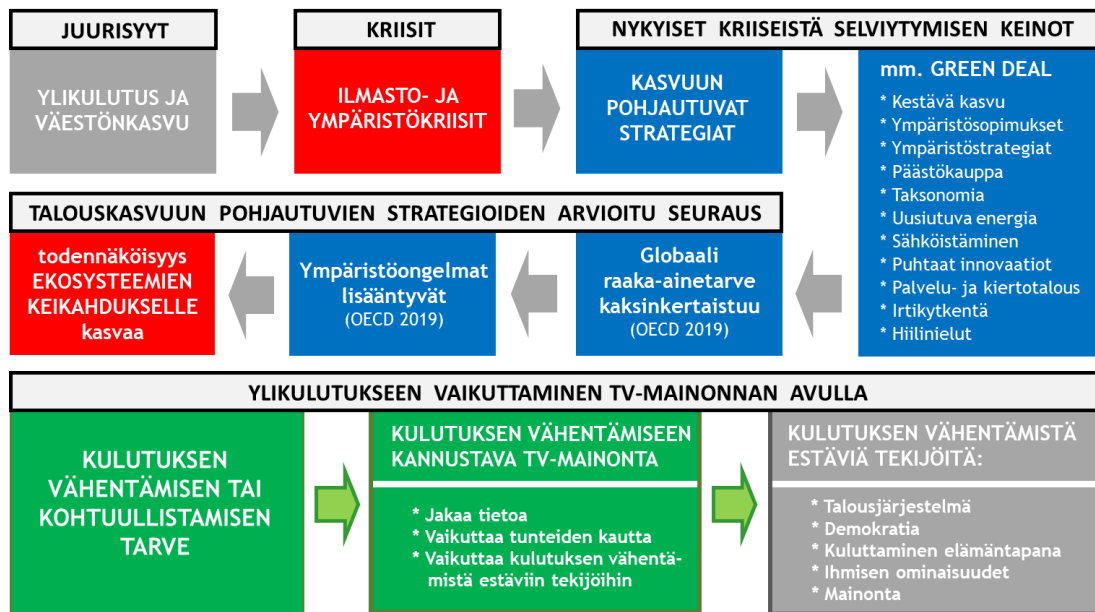 JUURISYYT
KRIISIT
NYKYISET KRIISEISTÄ SELVIYTYMISEN KEINOT
YLIKULUTUS JA
VÄESTÖNKASVU
ILMASTO- JA
YMPÄRISTÖKRIISIT
KASVUUN
POHJAUTUVAT
STRATEGIAT
mm. GREEN DEAL
* Kestävä kasvu
* Ympäristösopimukset
* Ympäristöstrategiat
* Päästökauppa
* Taksonomia
* Uusiutuva energia
* Sähköistäminen
* Puhtaat innovaatiot
* Palvelu- ja kiertotalous
* Irtikytkentä
* Hiilinielut
TALOUSKASVUUN POHJAUTUVIEN STRATEGIOIDEN ARVIOITU SEURAUS
todennäköisyys
EKOSYSTEEMIEN
KEIKAHDUKSELLE
kasvaa
Ympäristöongelmat
lisääntyvät
(OECD 2019)
Globaali
raaka-ainetarve
kaksinkertaistuu
(OECD 2019)
YLIKULUTUKSEEN VAIKUTTAMINEN TV-MAINONNAN AVULLA
KULUTUKSEN
VÄHENTÄMISEN TAI
KOHTUULLISTAMISEN
TARVE
KULUTUKSEN VÄHENTÄMISEEN
KANNUSTAVA TV-MAINONTA
* Jakaa tietoa
* Vaikuttaa tunteiden kautta
* Vaikuttaa kulutuksen vähentä-
mistä estäviin tekijöihin
KULUTUKSEN VÄHENTÄMISTÄ
ESTÄVIÄ TEKIJÖITÄ:
* Talousjärjestelmä
* Demokratia
* Kuluttaminen elämäntapana
* Ihmisen ominaisuudet
* Mainonta